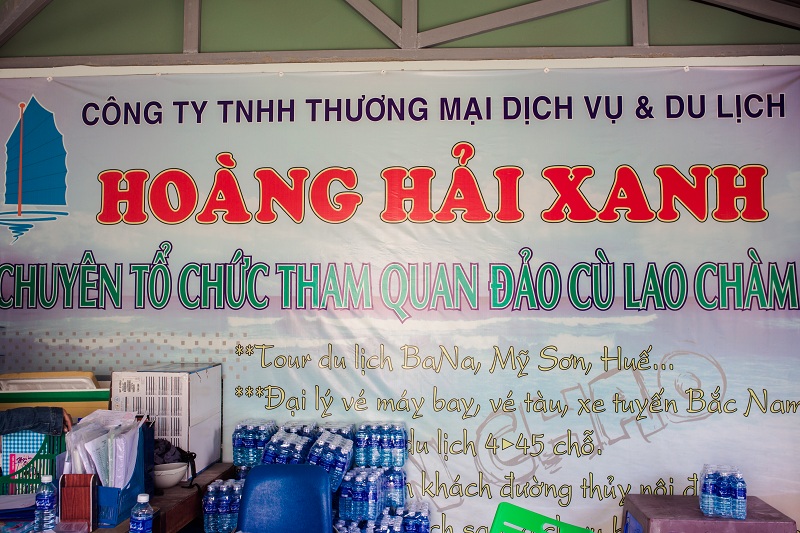 CÔNG TY TNHH THƯƠNG MẠI DỊCH VỤ & DU LỊCH
HOÀNG HẢI XANH
CHUYÊN TỔ CHỨC THAM QUAN ĐẢO CÙ LAO CHÀM
**Tour du lịch BaNa, Mỹ Sơn, Huế...
***Đại lý vé máy bay, vé tàu, xe tuyến Bắc Nam
du lịch 4▸45 chỗ.
khách đường thủy nội